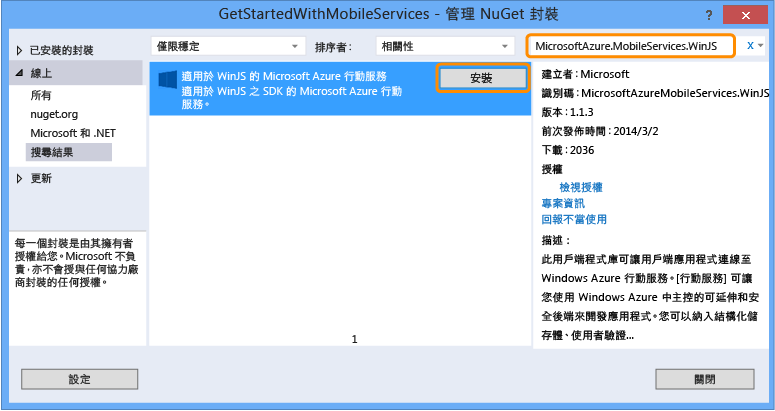 GetStartedWithMobileServices - 管理 NuGet 封裝
?
x
已安裝的封裝
線上
所有
nuget.org
Microsoft 和 .NET
搜尋結果
更新
每一個封裝是由其擁有者
授權給您。Microsoft 不負
責,亦不會授與任何協力廠
商封裝的任何授權。
僅限穩定
排序者:
相關性
MicrosoftAzure.MobileServices.WinJS
x
適用於 WinJS 的 Microsoft Azure 行動服務
適用於 WinJS 之 SDK 的 Microsoft Azure 行動
服務。
安裝
1
建立者:Microsoft
識別碼:MicrosoftAzureMobileServices.WinJS
版本:1.1.3
前次發佈時間:2014/3/2
下載:2036
授權
檢視授權
專案資訊
回報不當使用
描述:
此用戶端程式庫可讓用戶端應用程式連線至
Windows Azure 行動服務。[行動服務] 可讓
您使用 Windows Azure 中主控的可延伸和安
全後端來開發應用程式。您可以納入結構化儲
存體、使用者驗證...
設定
關閉